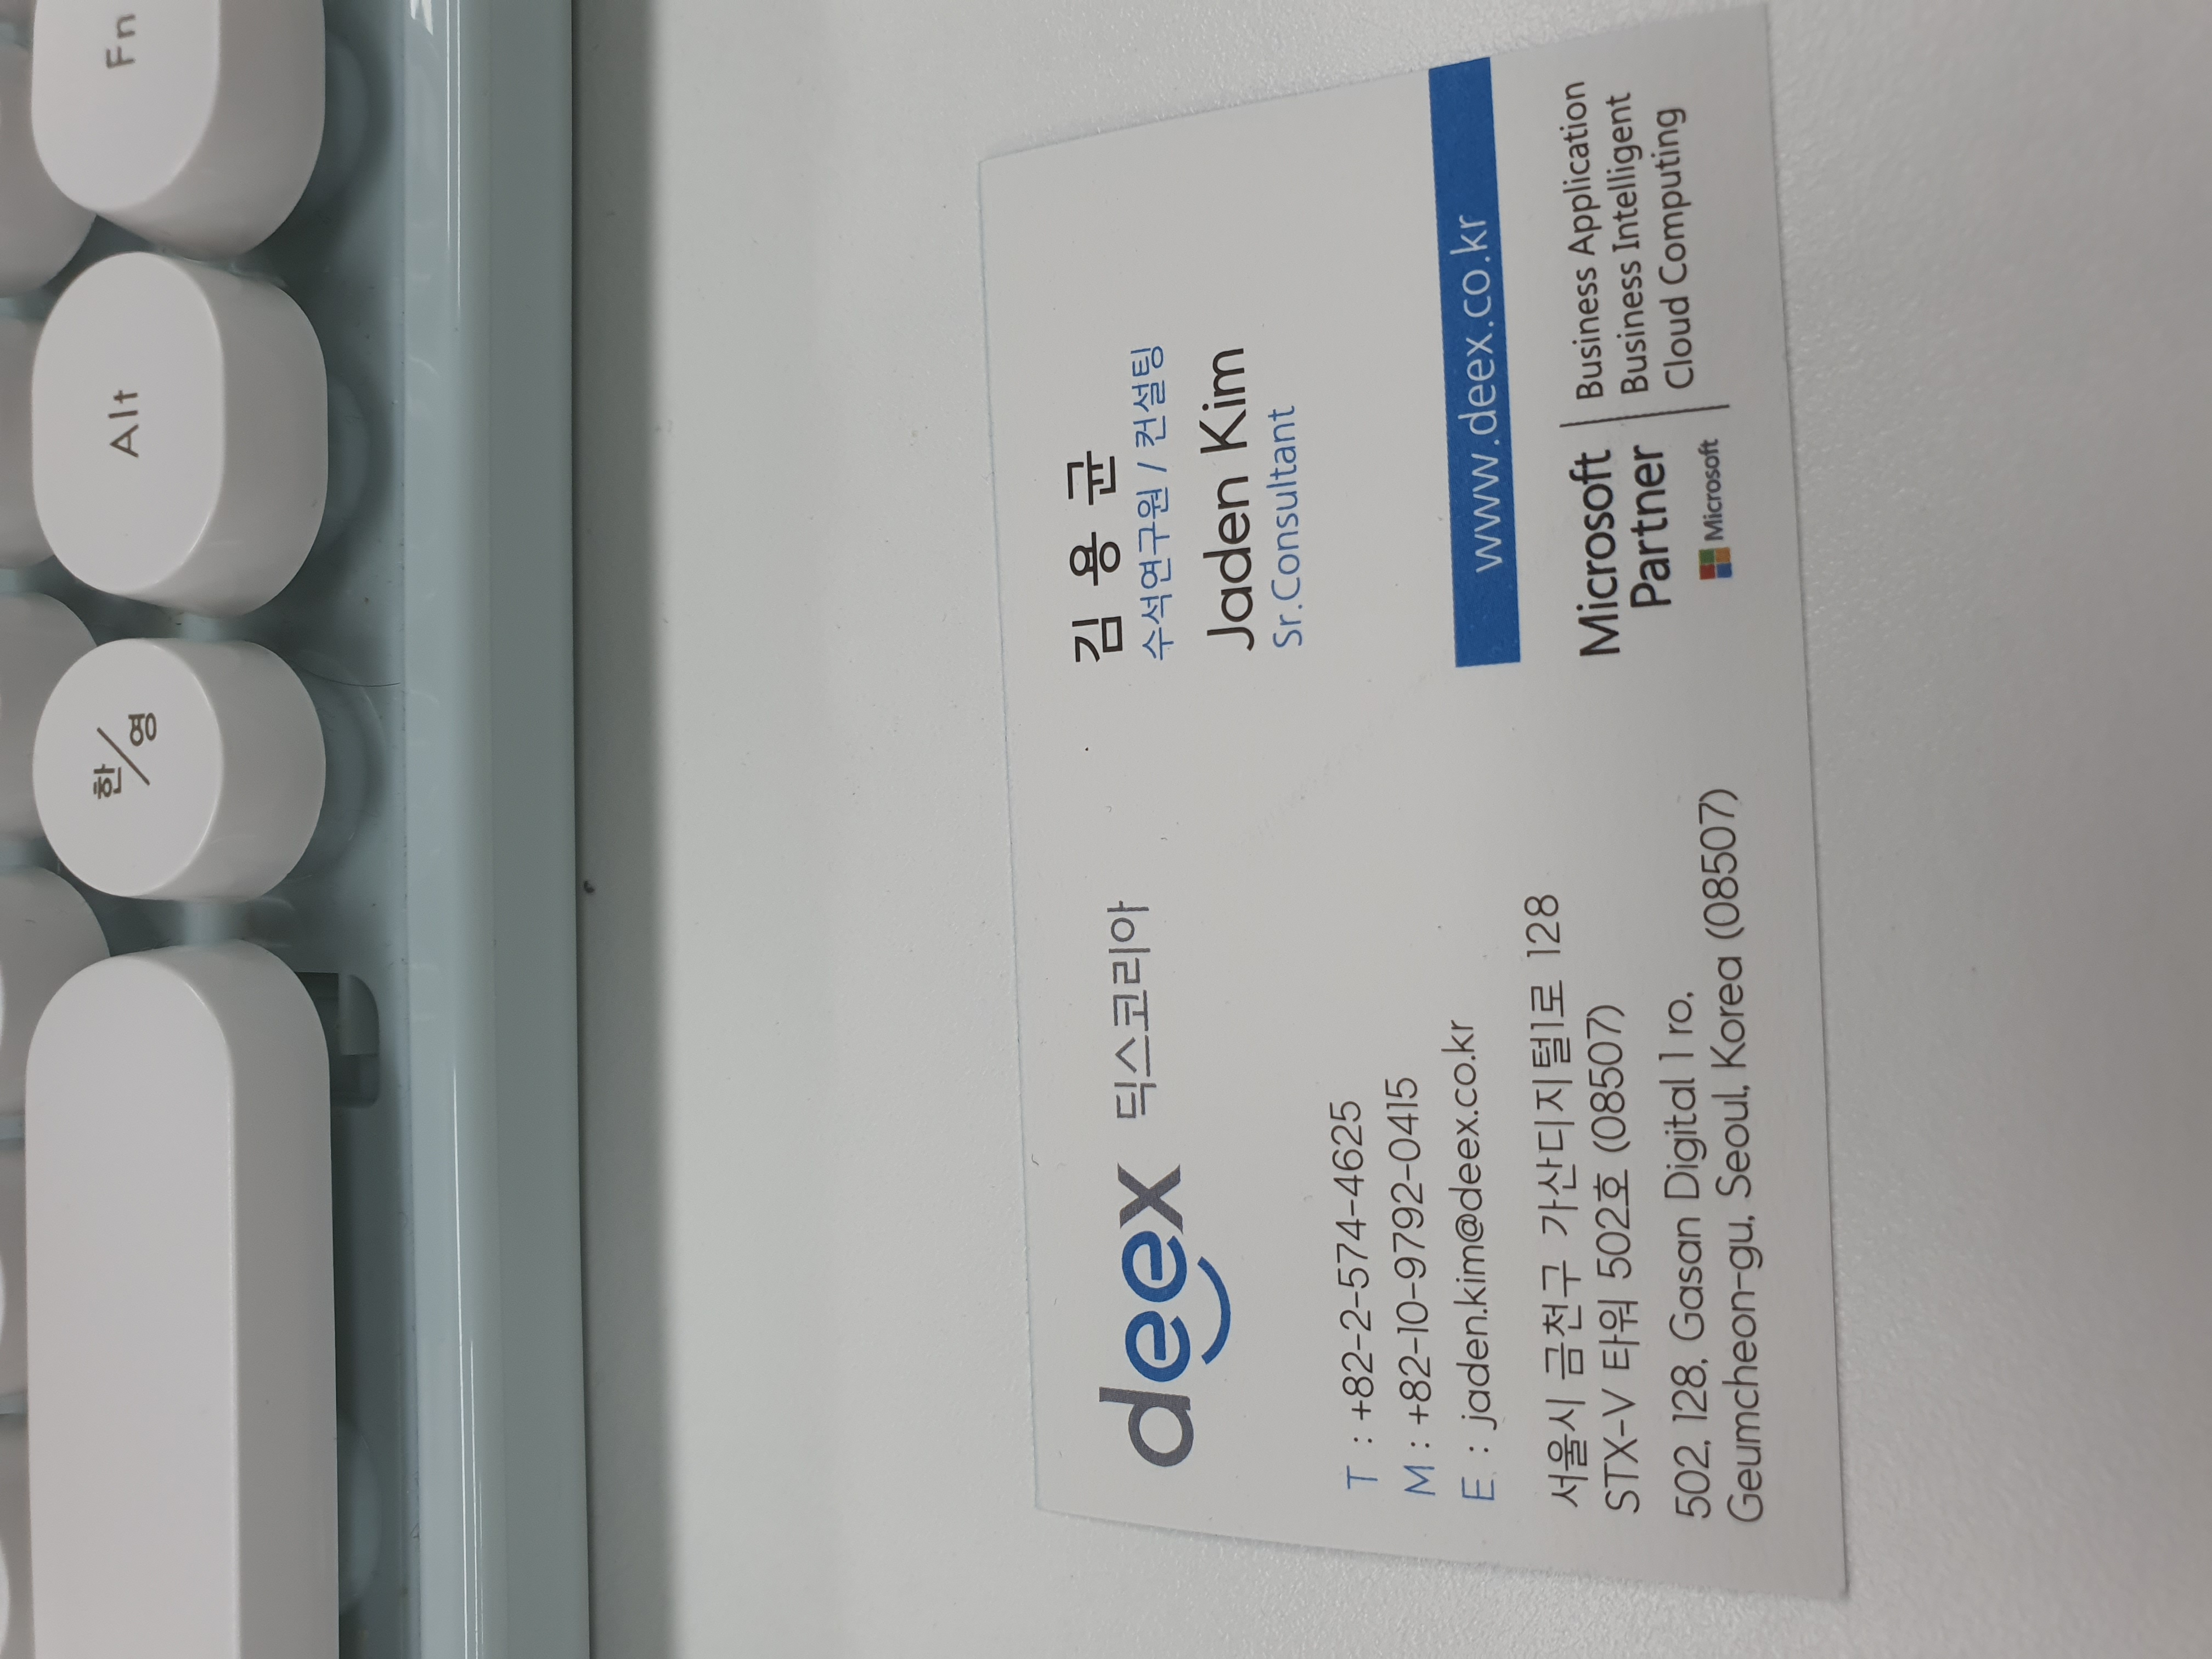 한/영
Alt
Fn
deex 딕스코리아
김용균
수석연구원 / 컨설팅
Jaden Kim
Sr.Consultant
T : +82-2-574-4625
M : +82-10-9792-0415
E : jaden.kim@deex.co.kr
서울시 금천구 가산디지털1로 128
STX-V 타워 502호 (08507)
502, 128, Gasan Digital 1 ro,
Geumcheon-gu, Seoul, Korea (08507)
www.deex.co.kr
Microsoft
Partner
Microsoft
Business Application
Business Intelligent
Cloud Computing